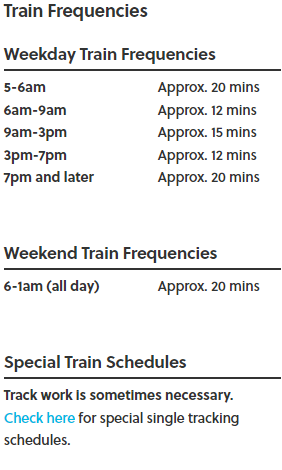 Train Frequencies
Weekday Train Frequencies
5-6am Approx. 20 mins
6am-9am Approx. 12 mins
9am-3pm Approx. 15 mins
3pm-7pm Approx. 12 mins
7pm and later Approx. 20 mins
Weekend Train Frequencies
6-1am (all day) Approx. 20 mins
Special Train Schedules
Track work is sometimes necessary.
Check here for special single tracking
schedules.